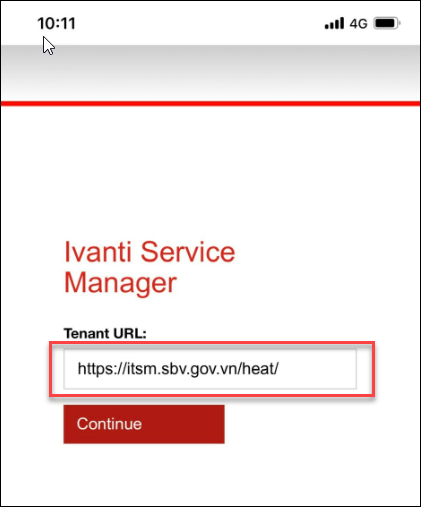 10:11 4G
Ivanti Service
Manager
Tenant URL:
https://itsm.sbv.gov.vn/heat/
Continue